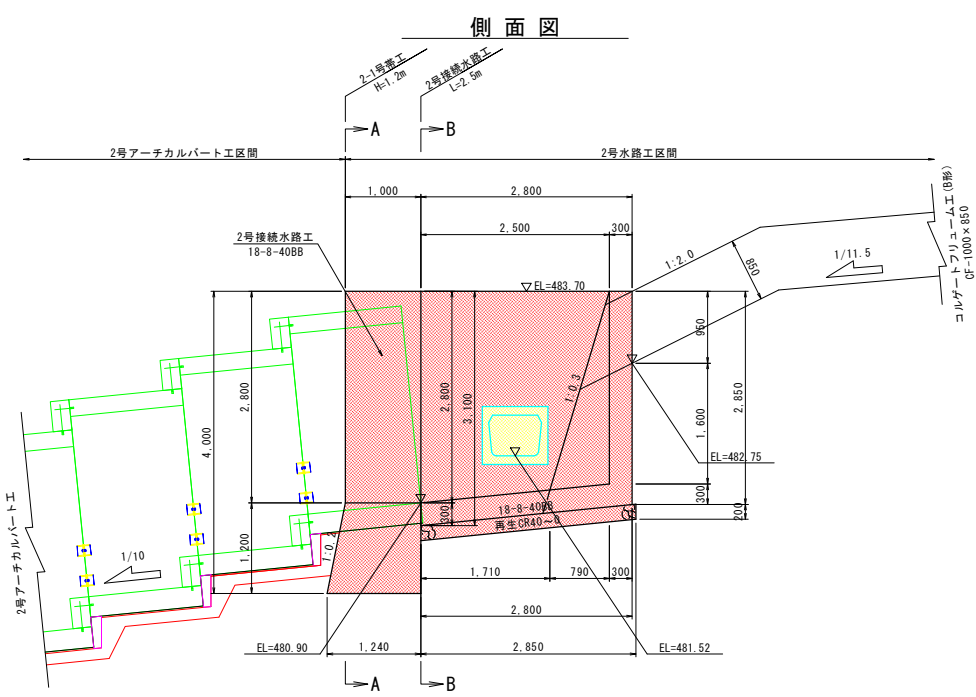 側面図
2-1号帯工
H=1.2m
2号接続水路工
L=2.5m
A
B
2号アーチカルバート工区間
2号水路工区間
1,000
2,800
2,500
300
2号接続水路工
18-8-40BB
EL=483.70
1:2.0
850
1/11.5
コルゲートフリューム工(B形)
CF-1000×850
950
2,850
1,600
300
200
2,800
4,000
1,200
2,800
3,100
300
1:0.3
EL=482.75
18-8-40BB
再生CR40～0
1:0.2
1/10
2号アーチカルバート工
1,710
790
300
2,800
EL=480.90
1,240
2,850
EL=481.52
A
B